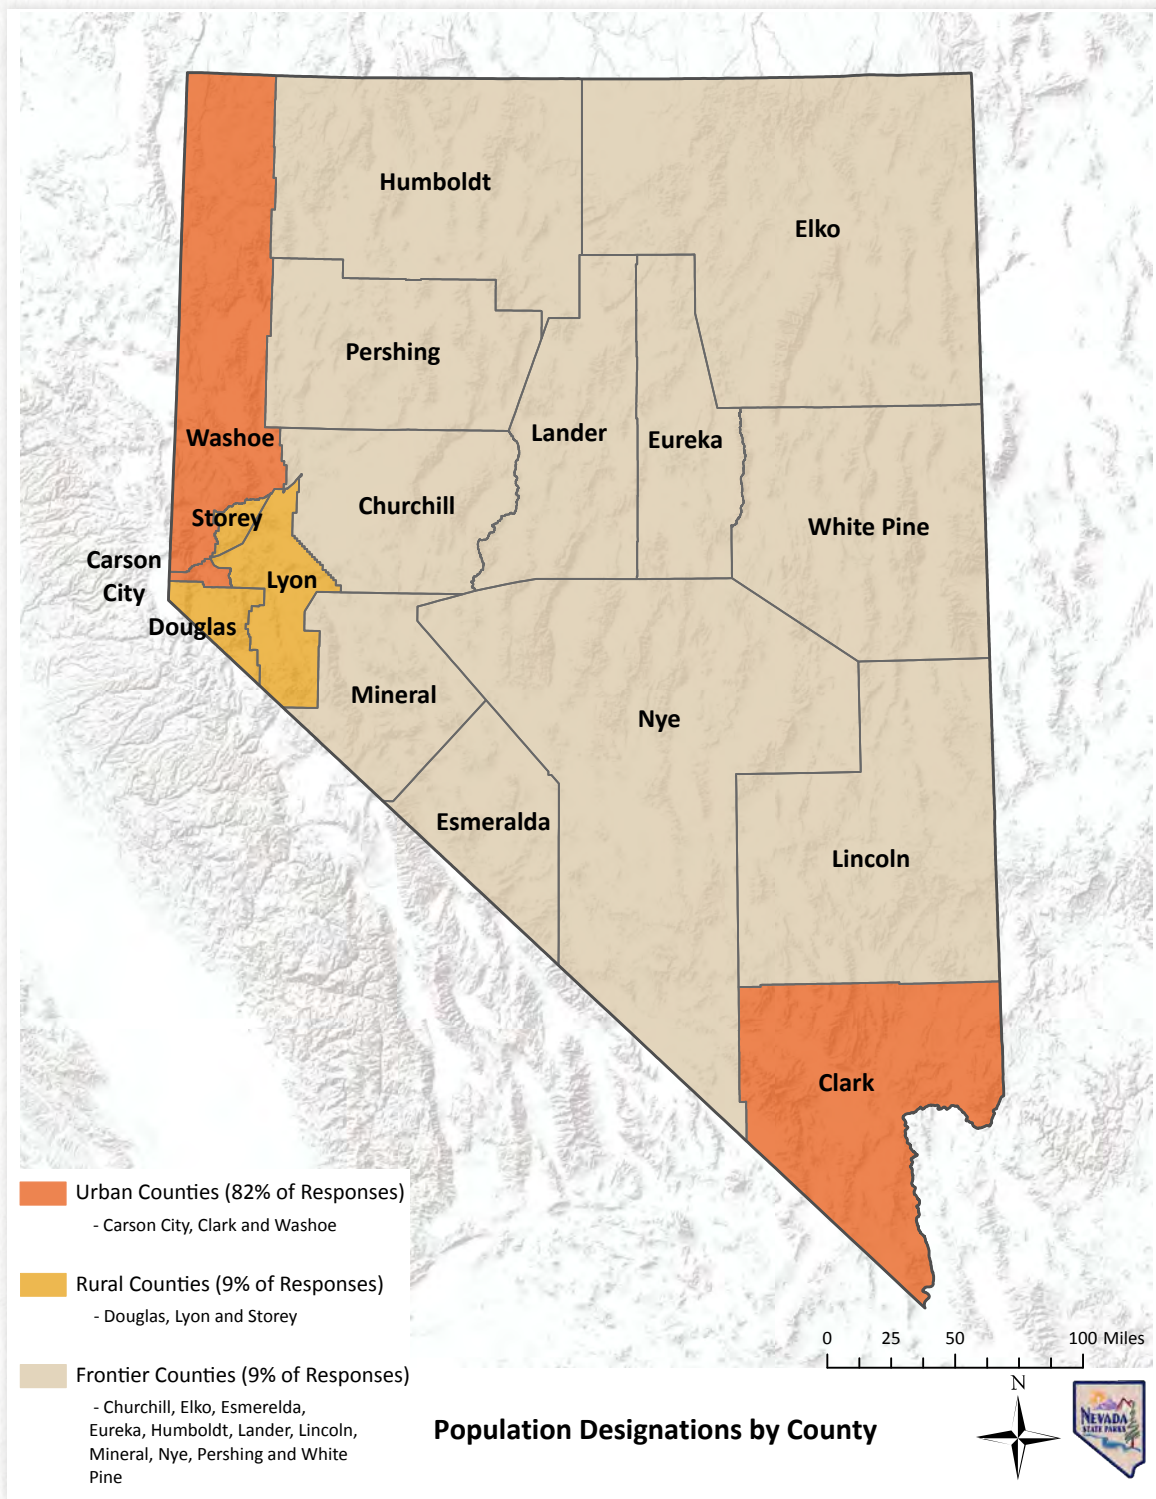 Humboldt
Elko
Pershing
Lander
Eureka
Washoe
Churchill
Storey
White Pine
Carson
City
Lyon
Douglas
Mineral
Nye
Esmeralda
Lincoln
Clark
Urban Counties (82% of Responses)
- Carson City, Clark and Washoe
Rural Counties (9% of Responses)
- Douglas, Lyon and Storey
Frontier Counties (9% of Responses)
- Churchill, Elko, Esmerelda,
Eureka, Humboldt, Lander, Lincoln,
Mineral, Nye, Pershing and White
Pine
0 25 50 100 Miles
N
Population Designations by County
NEVADA
STATE PARKS